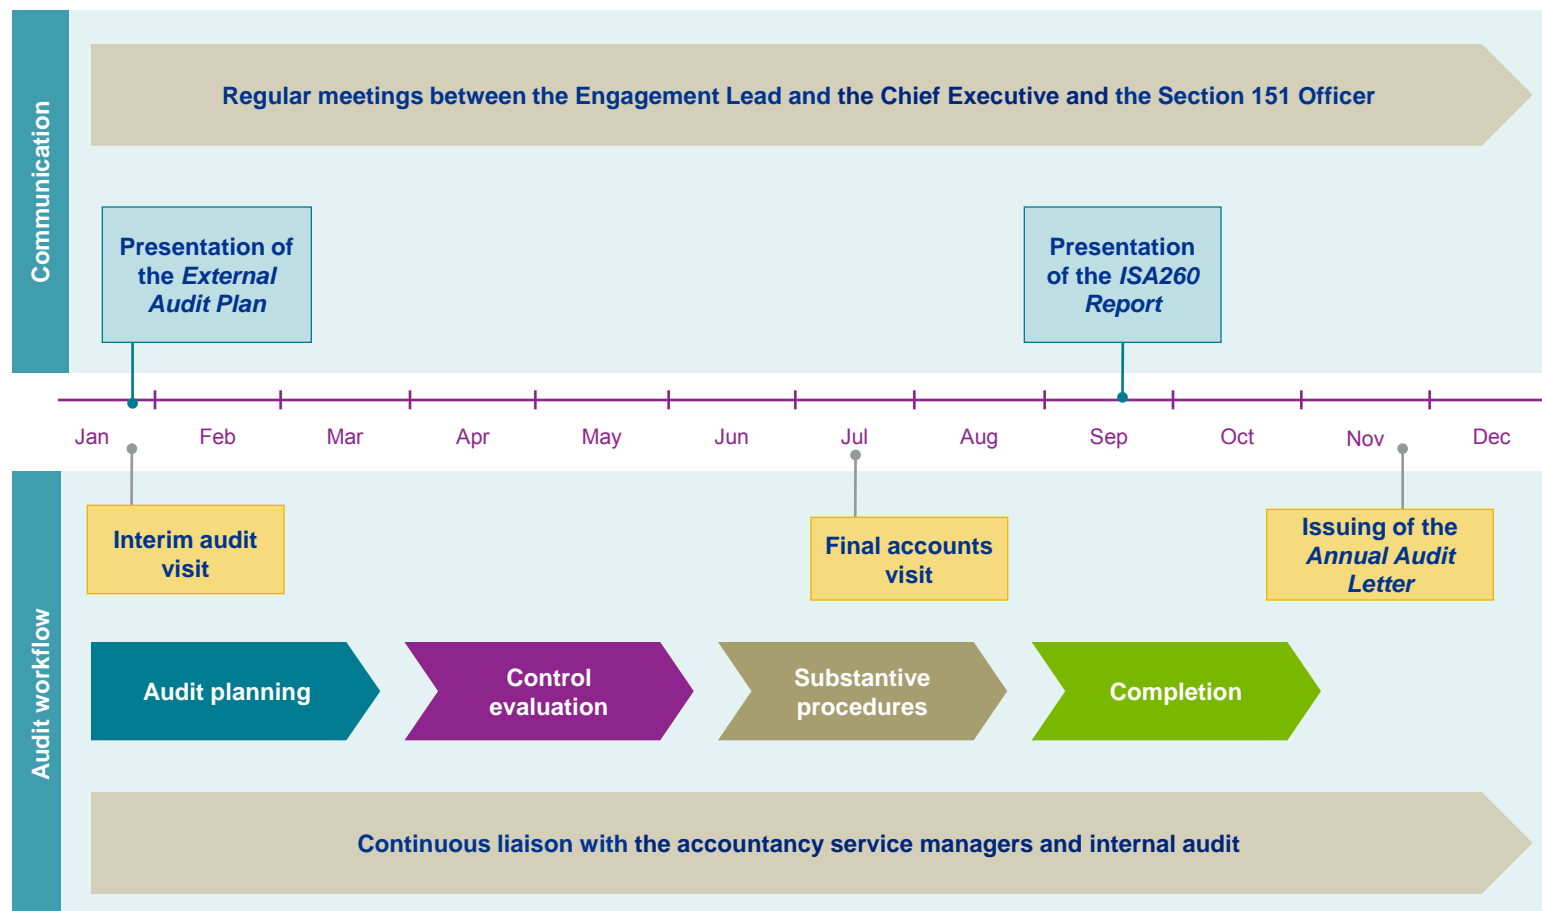 Communication
Regular meetings between the Engagement Lead and the Chief Executive and the Section 151 Officer
Presentation of
the External
Audit Plan
Presentation
of the ISA260
Report
Jan Feb Mar Apr May Jun Jul Aug Sep Oct Nov Dec
Audit workflow
Interim audit
visit
Final accounts
visit
Issuing of the
Annual Audit
Letter
Audit planning
Control
evaluation
Substantive
procedures
Completion
Continuous liaison with the accountancy service managers and internal audit